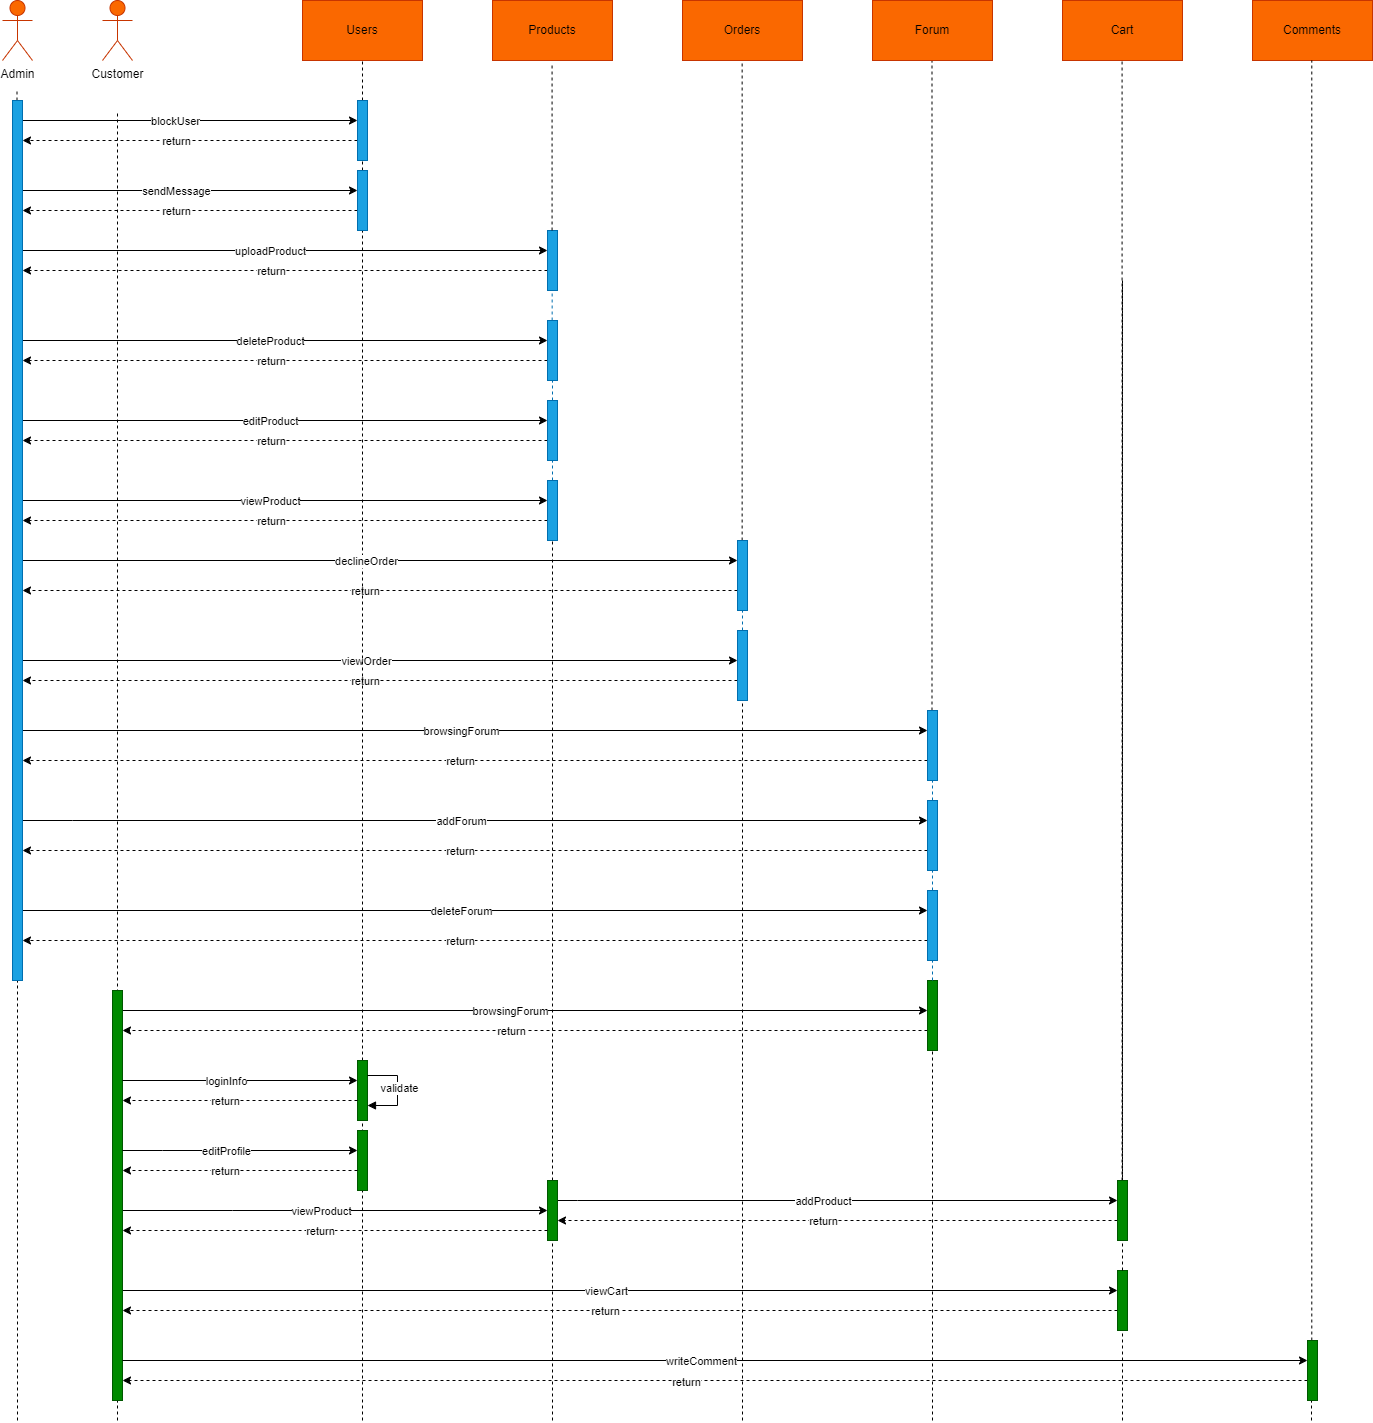 Users
Products
Orders
Forum
Cart
Comments
Admin
Customer
blockUser
return
sendMessage
return
uploadProduct
return
deleteProduct
return
editProduct
return
viewProduct
return
declineOrder
return
viewOrder
return
browsingForum
return
addForum
return
deleteForum
return
browsingForum
return
loginInfo
validate
return
editProfile
return
addProduct
viewProduct
return
return
viewCart
return
writeComment
return